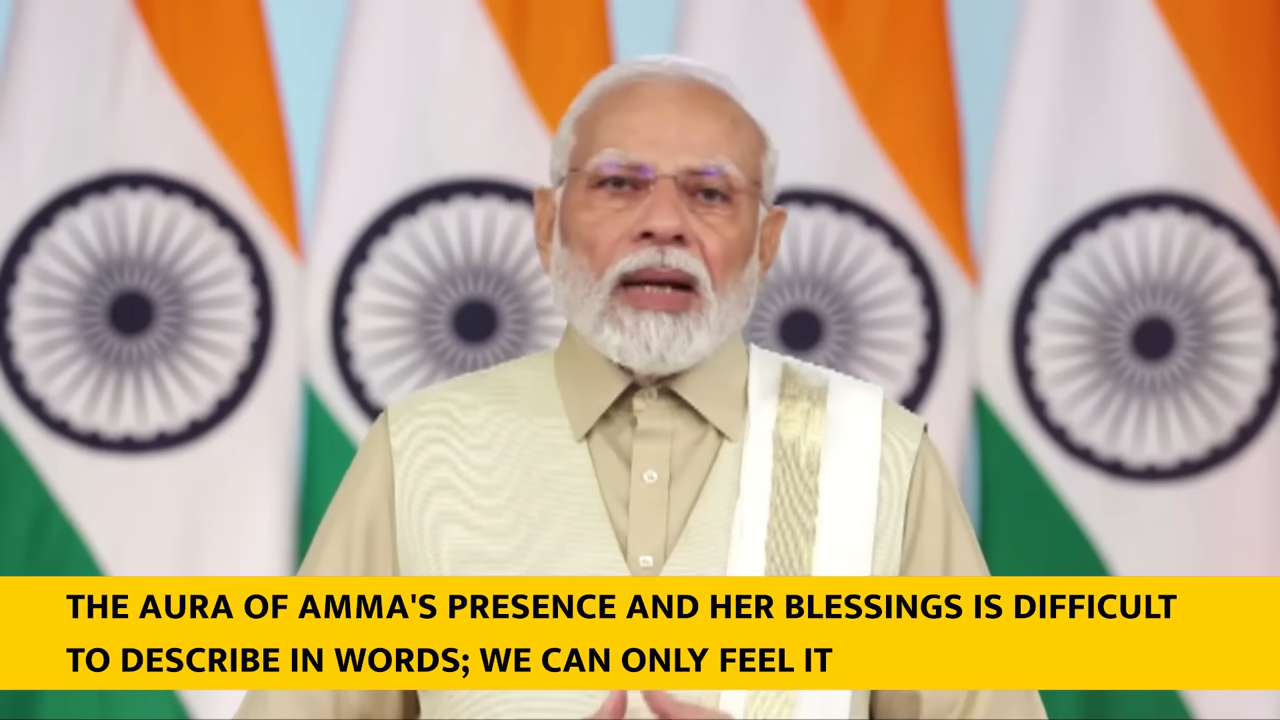 THE AURA OF AMMA'S PRESENCE AND HER BLESSINGS IS DIFFICULT
TO DESCRIBE IN WORDS; WE CAN ONLY FEEL IT